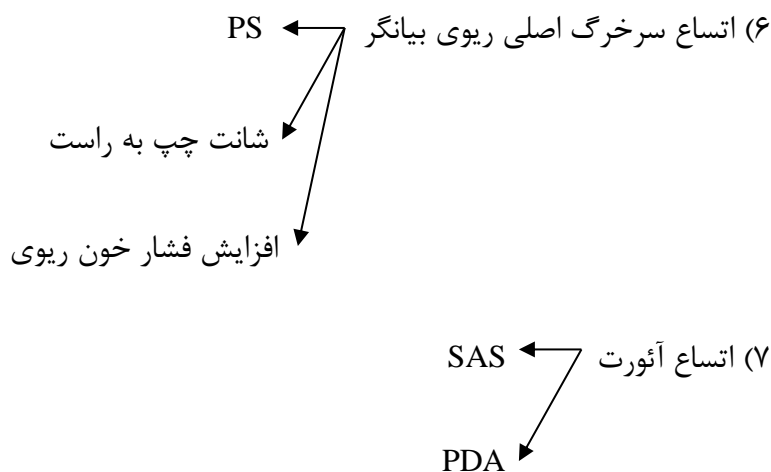 ۶) اتساع سرخرگ اصلی ریوی بیانگر PS
شانت چپ به راست
افزایش فشار خون ریوی
۷) اتساع آئورت SAS
PDA